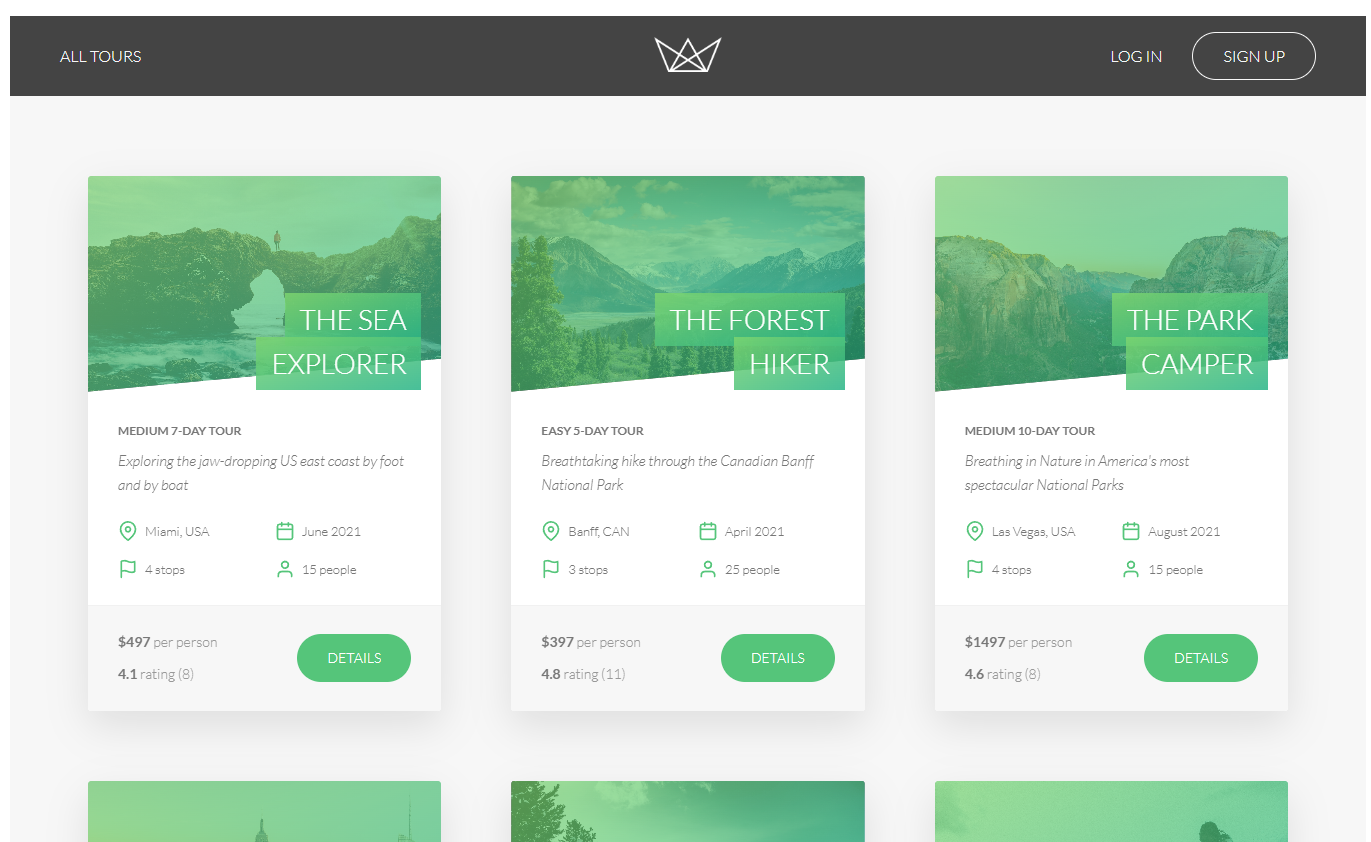 ALL TOURS
LOG IN
SIGN UP
THE SEA
EXPLORER
MEDIUM 7-DAY TOUR
Exploring the jaw-dropping US east coast by foot
and by boat
Miami, USA
June 2021
4 stops
15 people
$497 per person
4.1 rating (8)
DETAILS
THE FOREST
HIKER
EASY 5-DAY TOUR
Breathtaking hike through the Canadian Banff
National Park
Banff, CAN
April 2021
3 stops
25 people
$397 per person
4.8 rating (11)
DETAILS
THE PARK
CAMPER
MEDIUM 10-DAY TOUR
Breathing in Nature in America's most
spectacular National Parks
Las Vegas, USA
August 2021
4 stops
15 people
$1497 per person
4.6 rating (8)
DETAILS